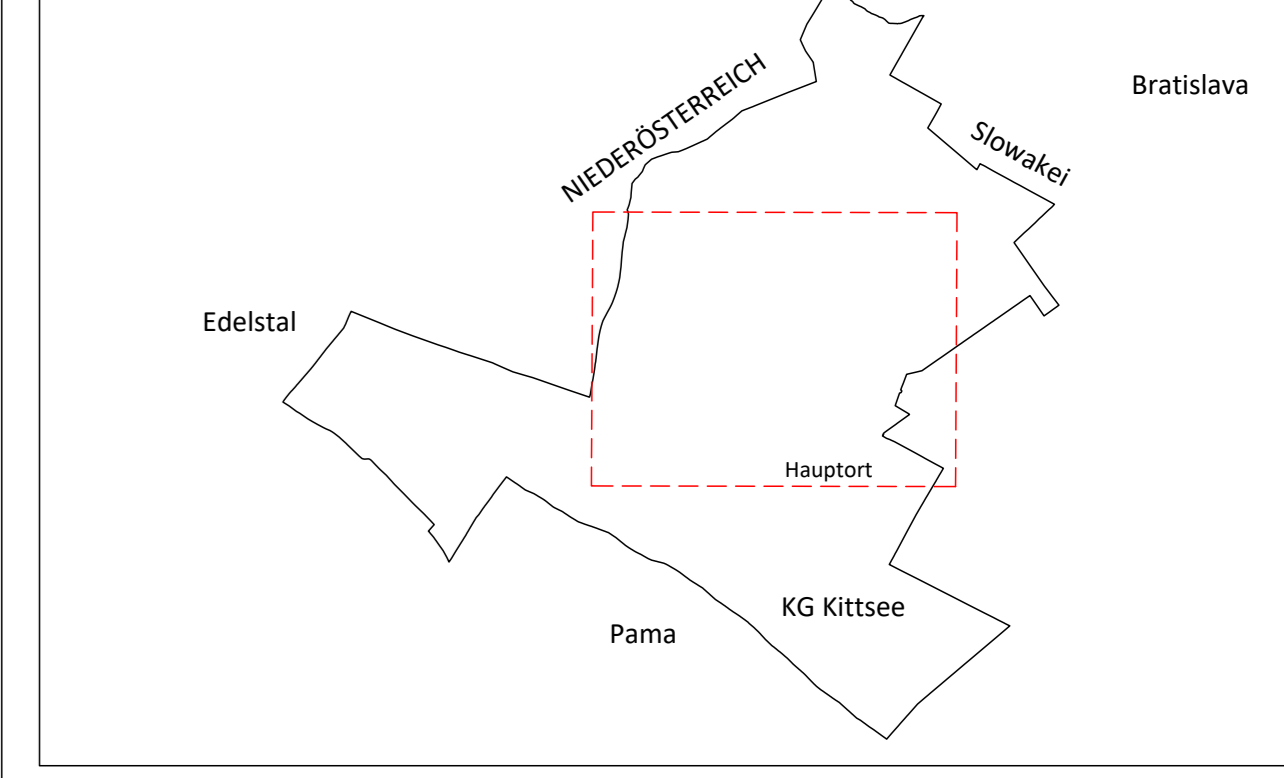 Bratislava
NIEDERÖSTERREICH
Slowakei
Edelstal
Hauptort
KG Kittsee
Pama